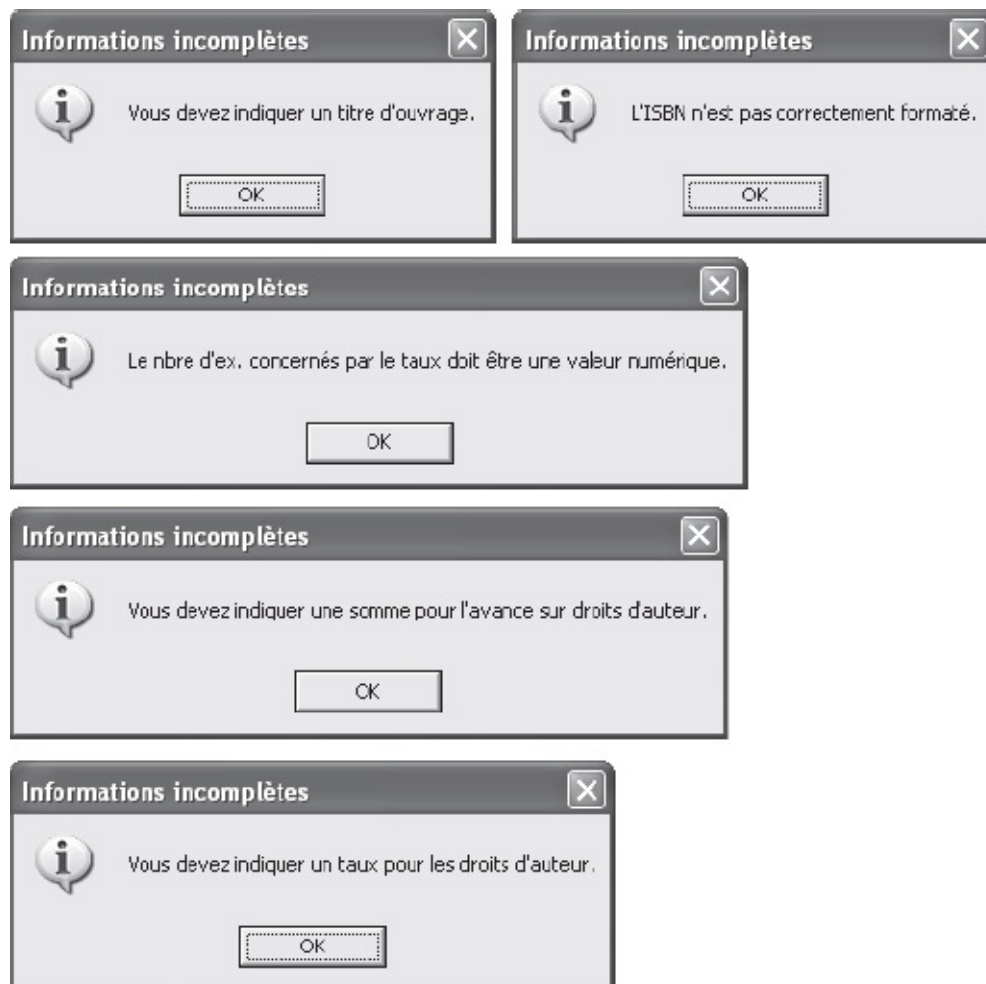 Informations incomplètes
Vous devez indiquer un titre d'ouvrage.
OK
Informations incomplètes
L'ISBN n'est pas correctement formaté.
OK
Informations incomplètes
Le nbre d'ex. concernés par le taux doit être une valeur numérique.
OK
Informations incomplètes
Vous devez indiquer une somme pour l'avance sur droits d'auteur.
OK
Informations incomplètes
Vous devez indiquer un taux pour les droits d'auteur.
OK